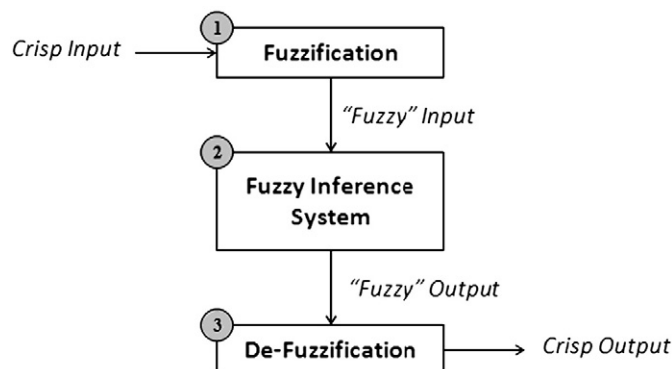 1
Crisp Input
Fuzzification
“Fuzzy” Input
2
Fuzzy Inference
System
“Fuzzy” Output
3
De-Fuzzification
Crisp Output